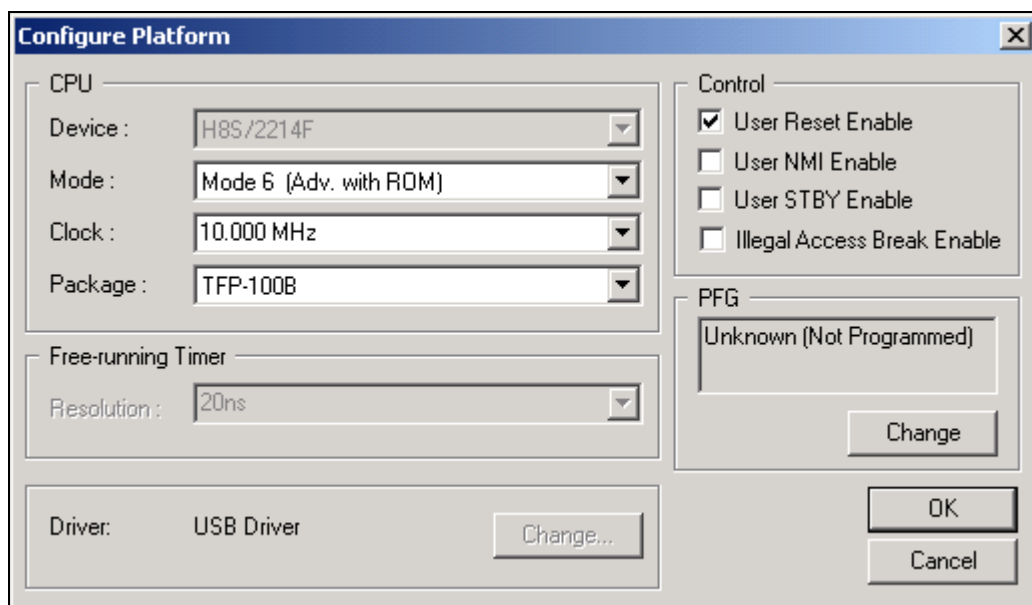 Configure Platform
CPU
Device :
H8S/2214F
Mode :
Mode 6 (Adv. with ROM)
Clock :
10.000 MHz
Package :
TFP-100B
Free-running Timer
Resolution :
20ns
Driver:
USB Driver
Change...
Control
User Reset Enable
User NMI Enable
User STBY Enable
Illegal Access Break Enable
PFG
Unknown (Not Programmed)
Change
OK
Cancel